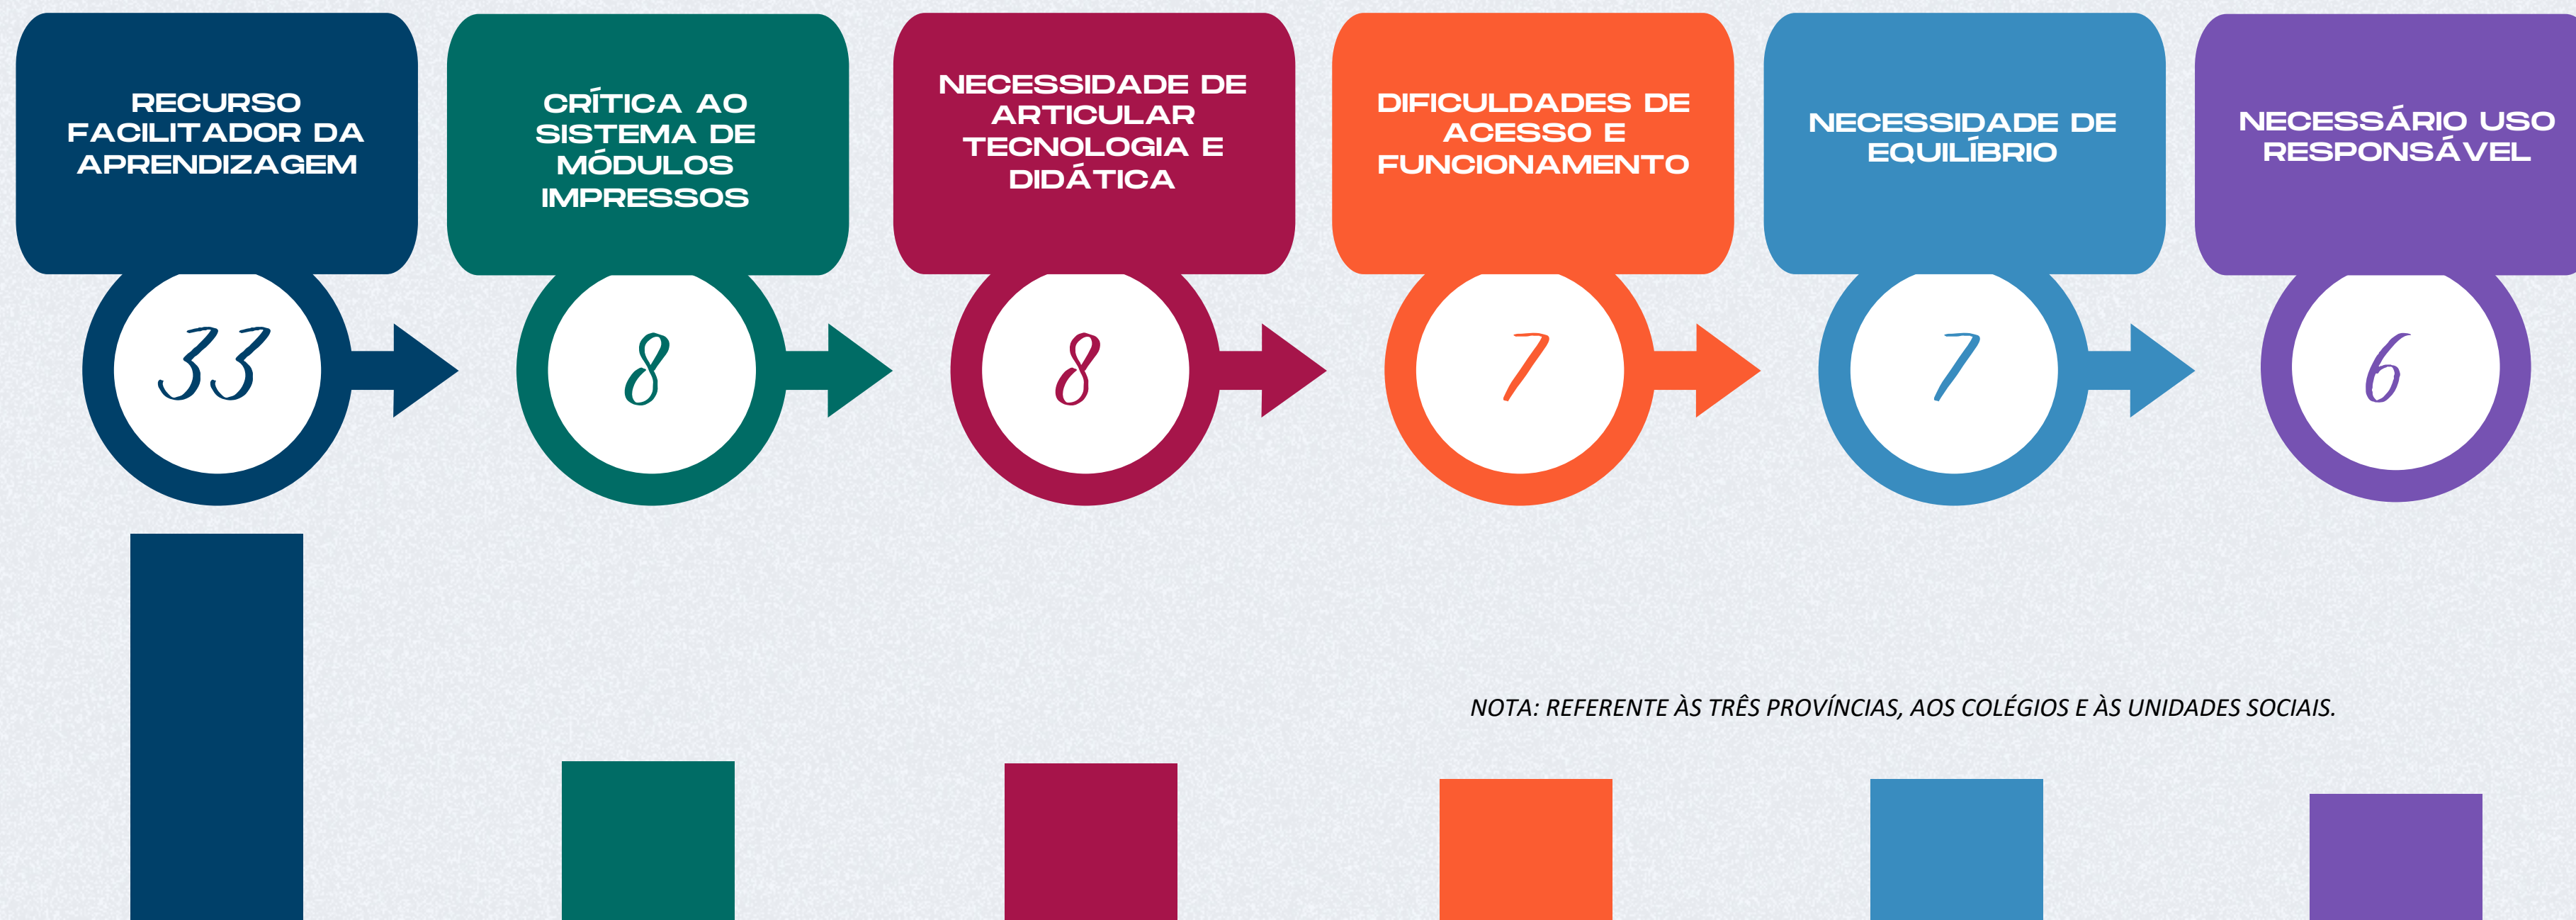 RECURSO
FACILITADOR DA
APRENDIZAGEM
CRÍTICA AO
SISTEMA DE
MÓDULOS
IMPRESSOS
NECESSIDADE DE
ARTICULAR
TECNOLOGIA E
DIDÁTICA
DIFICULDADES DE
ACESSO E
FUNCIONAMENTO
NECESSIDADE DE
EQUILÍBRIO
NECESSÁRIO USO
RESPONSÁVEL
33
8
8
7
7
6
NOTA: REFERENTE ÀS TRÊS PROVÍNCIAS, AOS COLÉGIOS E ÀS UNIDADES SOCIAIS.